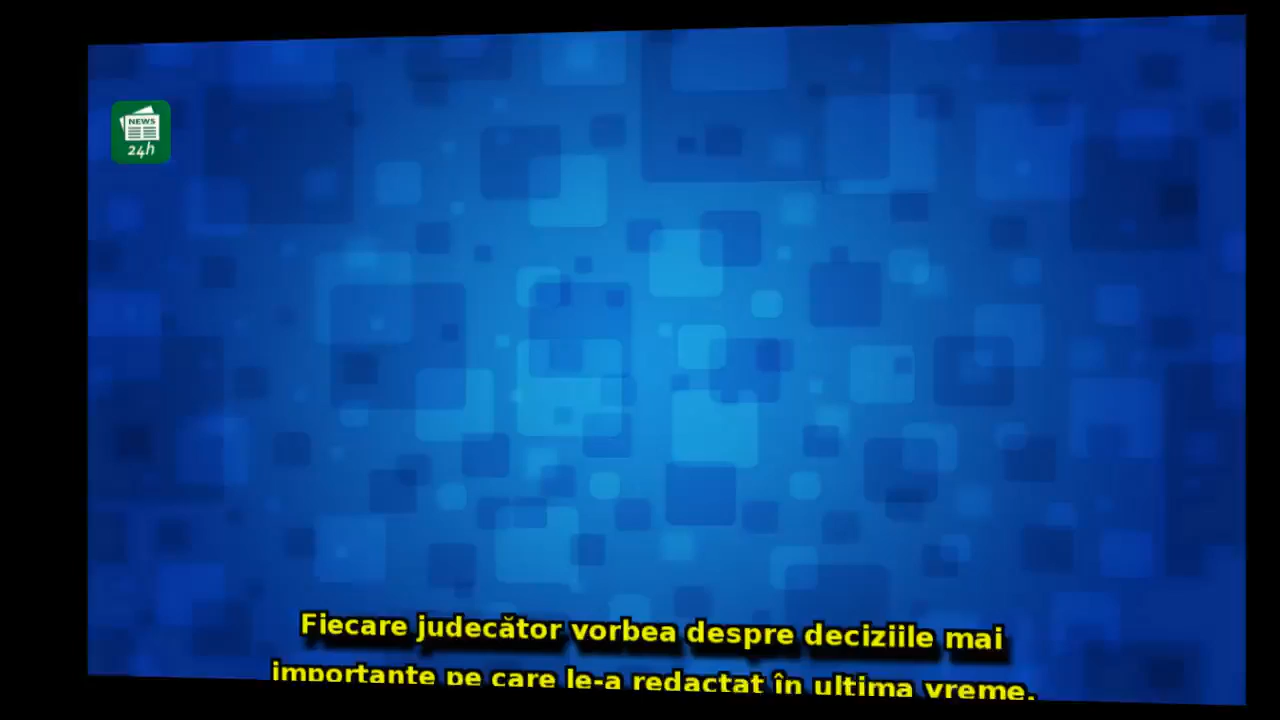 NEWS
24h
Fiecare judecător vorbea despre deciziile mai
importante pe care le-a redactat în ultima vreme.